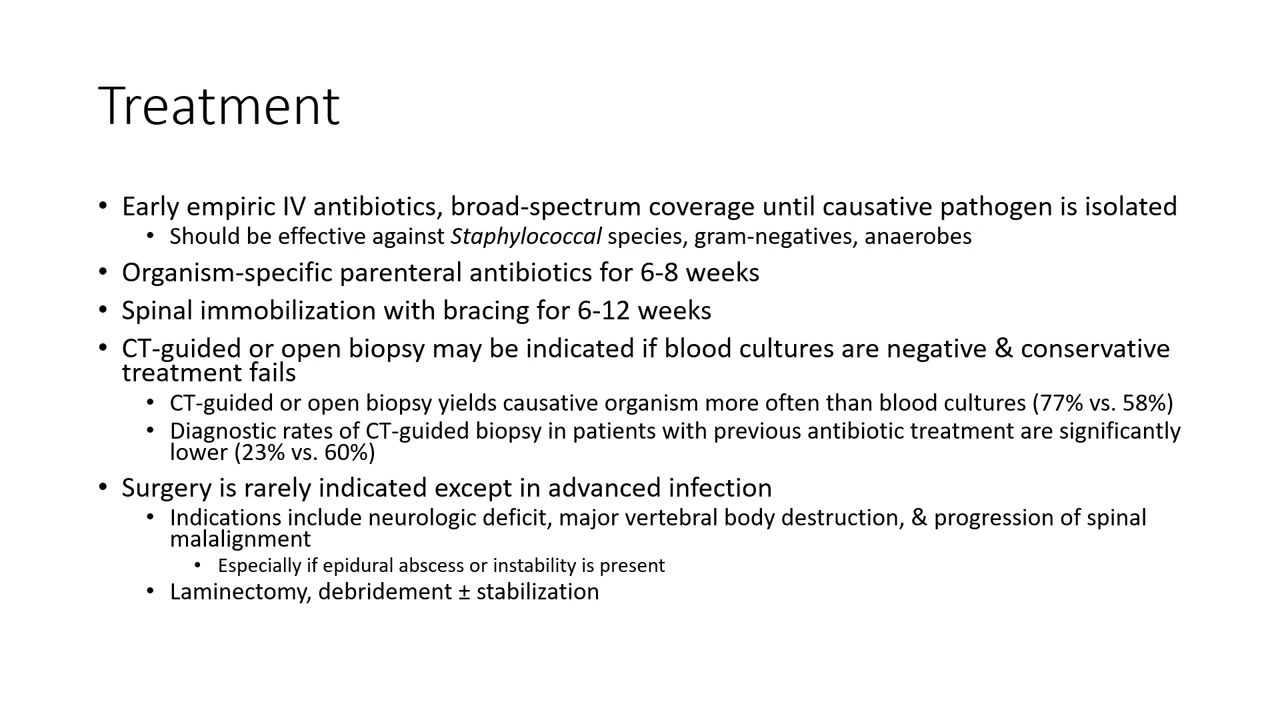 Treatment
• Early empiric IV antibiotics, broad-spectrum coverage until causative pathogen is isolated
• Should be effective against Staphylococcal species, gram-negatives, anaerobes
• Organism-specific parenteral antibiotics for 6-8 weeks
• Spinal immobilization with bracing for 6-12 weeks
• CT-guided or open biopsy may be indicated if blood cultures are negative & conservative
treatment fails
• CT-guided or open biopsy yields causative organism more often than blood cultures (77% vs. 58%)
• Diagnostic rates of CT-guided biopsy in patients with previous antibiotic treatment are significantly
lower (23% vs. 60%)
• Surgery is rarely indicated except in advanced infection
• Indications include neurologic deficit, major vertebral body destruction, & progression of spinal
malalignment
• Especially if epidural abscess or instability is present
• Laminectomy, debridement ± stabilization